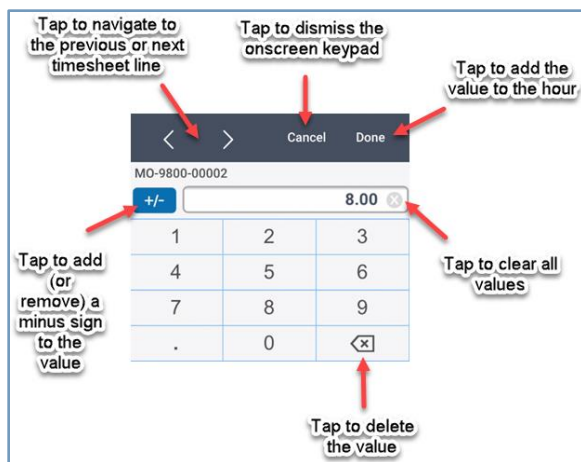 Tap to navigate to
the previous or next
timesheet line
Tap to dismiss the
onscreen keypad
Tap to add the
value to the hour
< > Cancel Done
MO-9800-00002
+/- 8.00
1 2 3
4 5 6
7 8 9
. 0
Tap to add
(or
remove) a
minus sign
to the
value
Tap to clear all
values
Tap to delete
the value